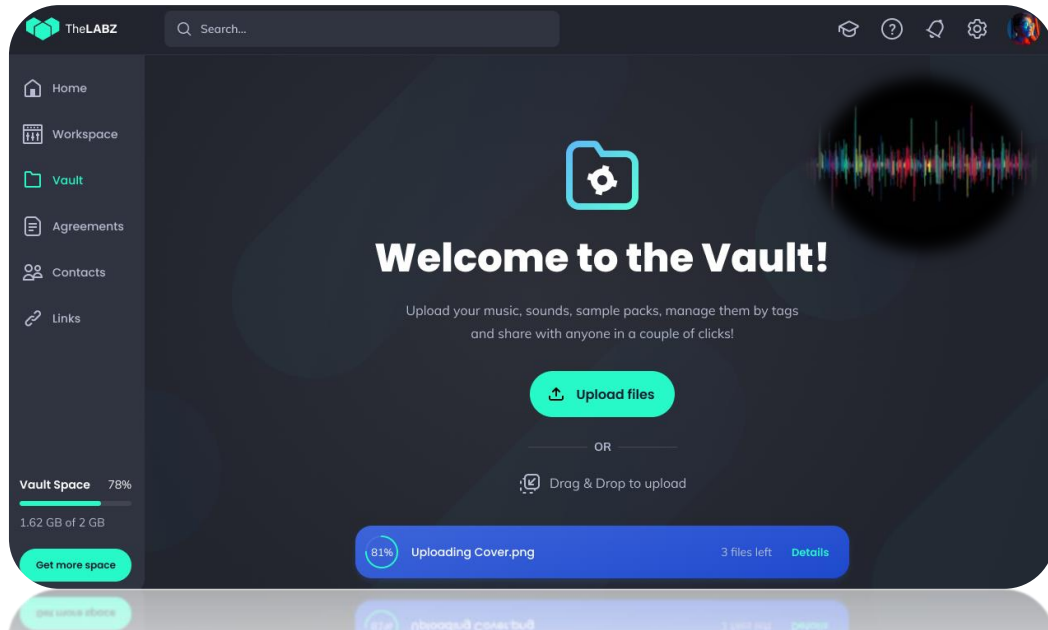 TheLABZ
Search...
Home
Workspace
Vault
Agreements
Contacts
Links
Vault Space 78%
1.62 GB of 2 GB
Get more space
Welcome to the Vault!
Upload your music, sounds, sample packs, manage them by tags
and share with anyone in a couple of clicks!
Upload files
OR
Drag & Drop to upload
81% Uploading Cover.png 3 files left Details